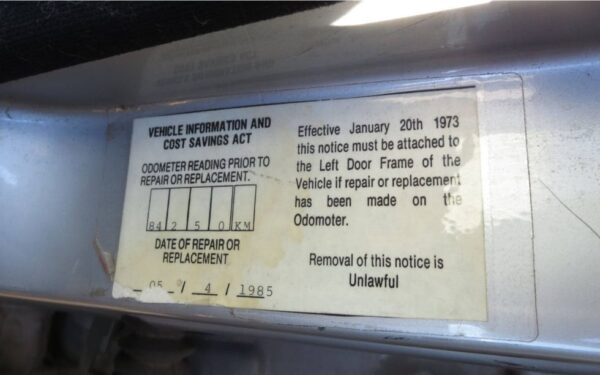 VEHICLE INFORMATION AND
COST SAVINGS ACT
ODOMETER READING PRIOR TO
REPAIR OR REPLACEMENT.
84 2 5 0 KM
DATE OF REPAIR OR
REPLACEMENT
05 / 4 / 1985
Effective January 20th 1973
this notice must be attached to
the Left Door Frame of the
Vehicle if repair or replacement
has been made on the
Odomoter.
Removal of this notice is
Unlawful